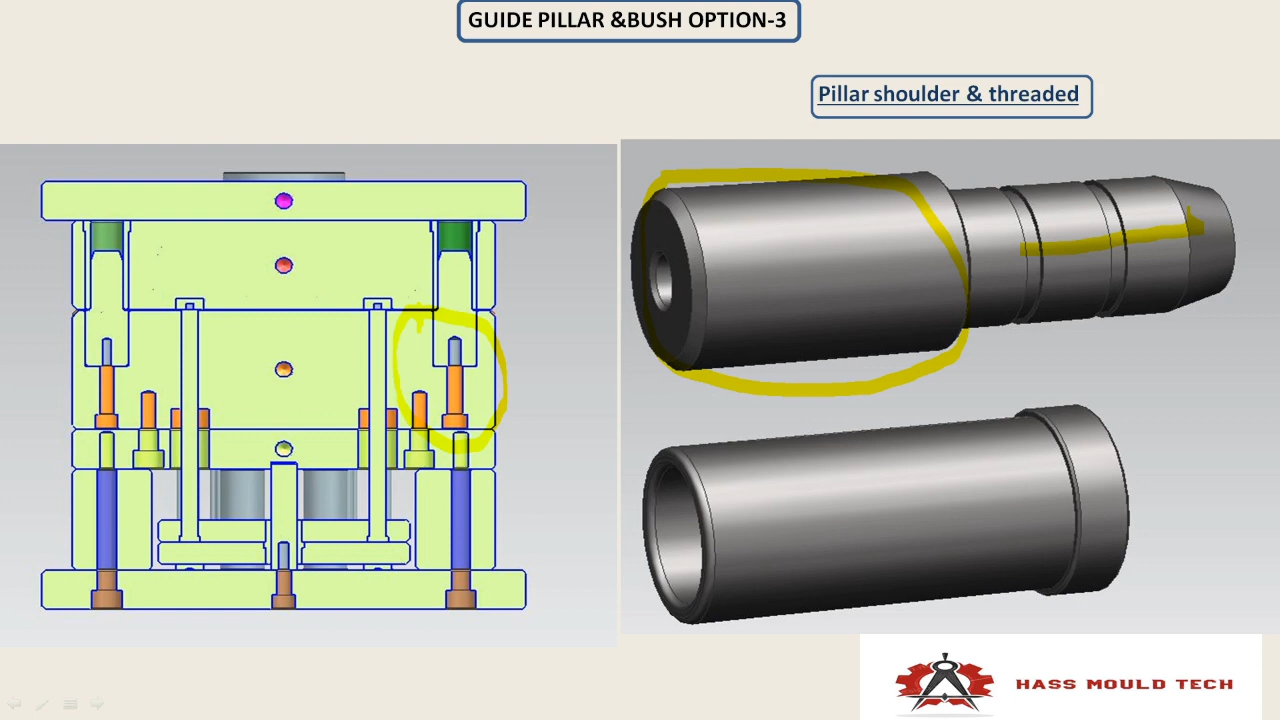 GUIDE PILLAR &BUSH OPTION-3
Pillar shoulder & threaded
HASS MOULD TECH